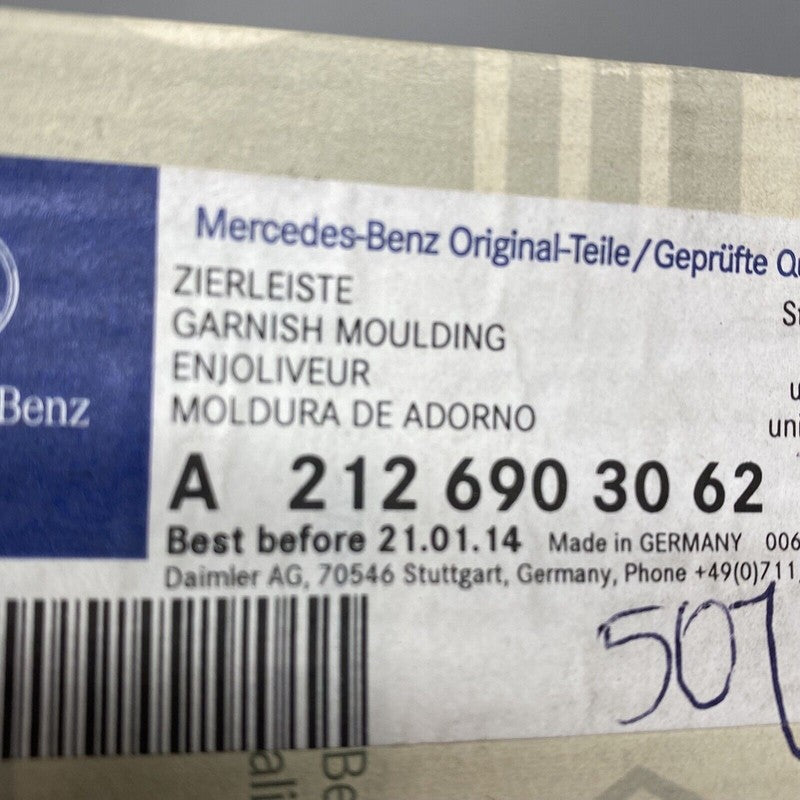 Mercedes-Benz Original-Teile/Geprüfte
ZIERLEISTE
GARNISH MOULDING
ENJOLIVEUR
MOLDURA DE ADORNO
Benz
A 212 690 30 62
Best before 21.01.14 Made in GERMANY 006
Daimler AG, 70546 Stuttgart, Germany, Phone +49(0)711
507